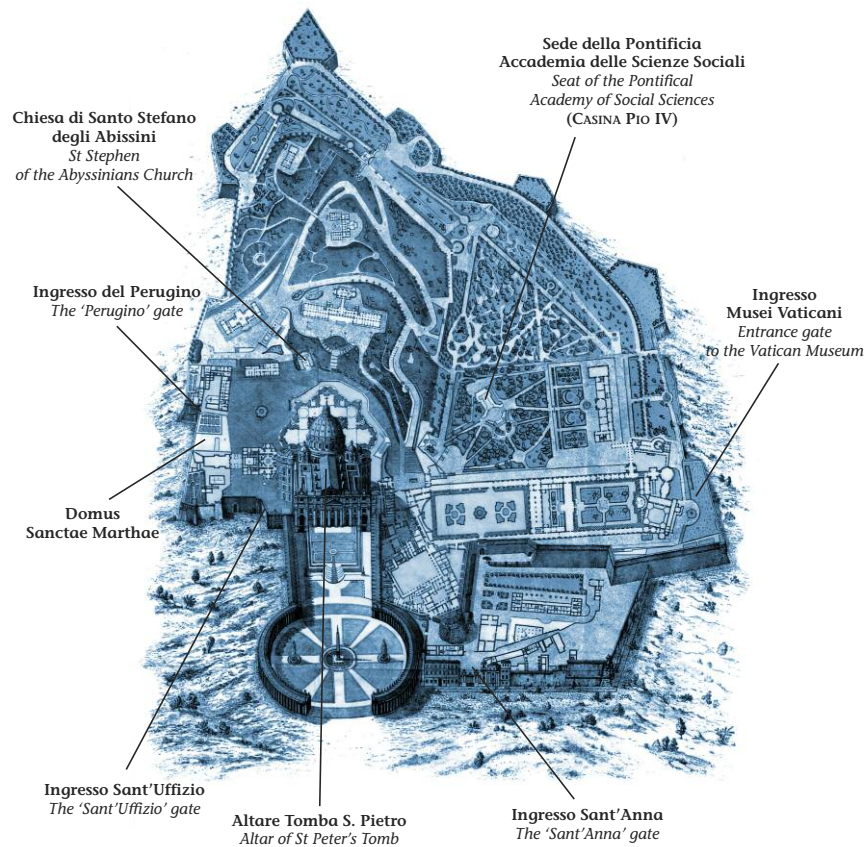 Sede della Pontificia
Accademia delle Scienze Sociali
Seat of the Pontifical
Academy of Social Sciences
(CASINA PIO IV)
Chiesa di Santo Stefano
degli Abissini
St Stephen
of the Abyssinians Church
Ingresso del Perugino
The ‘Perugino’ gate
Ingresso
Musei Vaticani
Entrance gate
to the Vatican Museum
Domus
Sanctae Marthae
Ingresso Sant’Uffizio
The ‘Sant’Uffizio’ gate
Altare Tomba S. Pietro
Altar of St Peter’s Tomb
Ingresso Sant’Anna
The ‘Sant’Anna’ gate